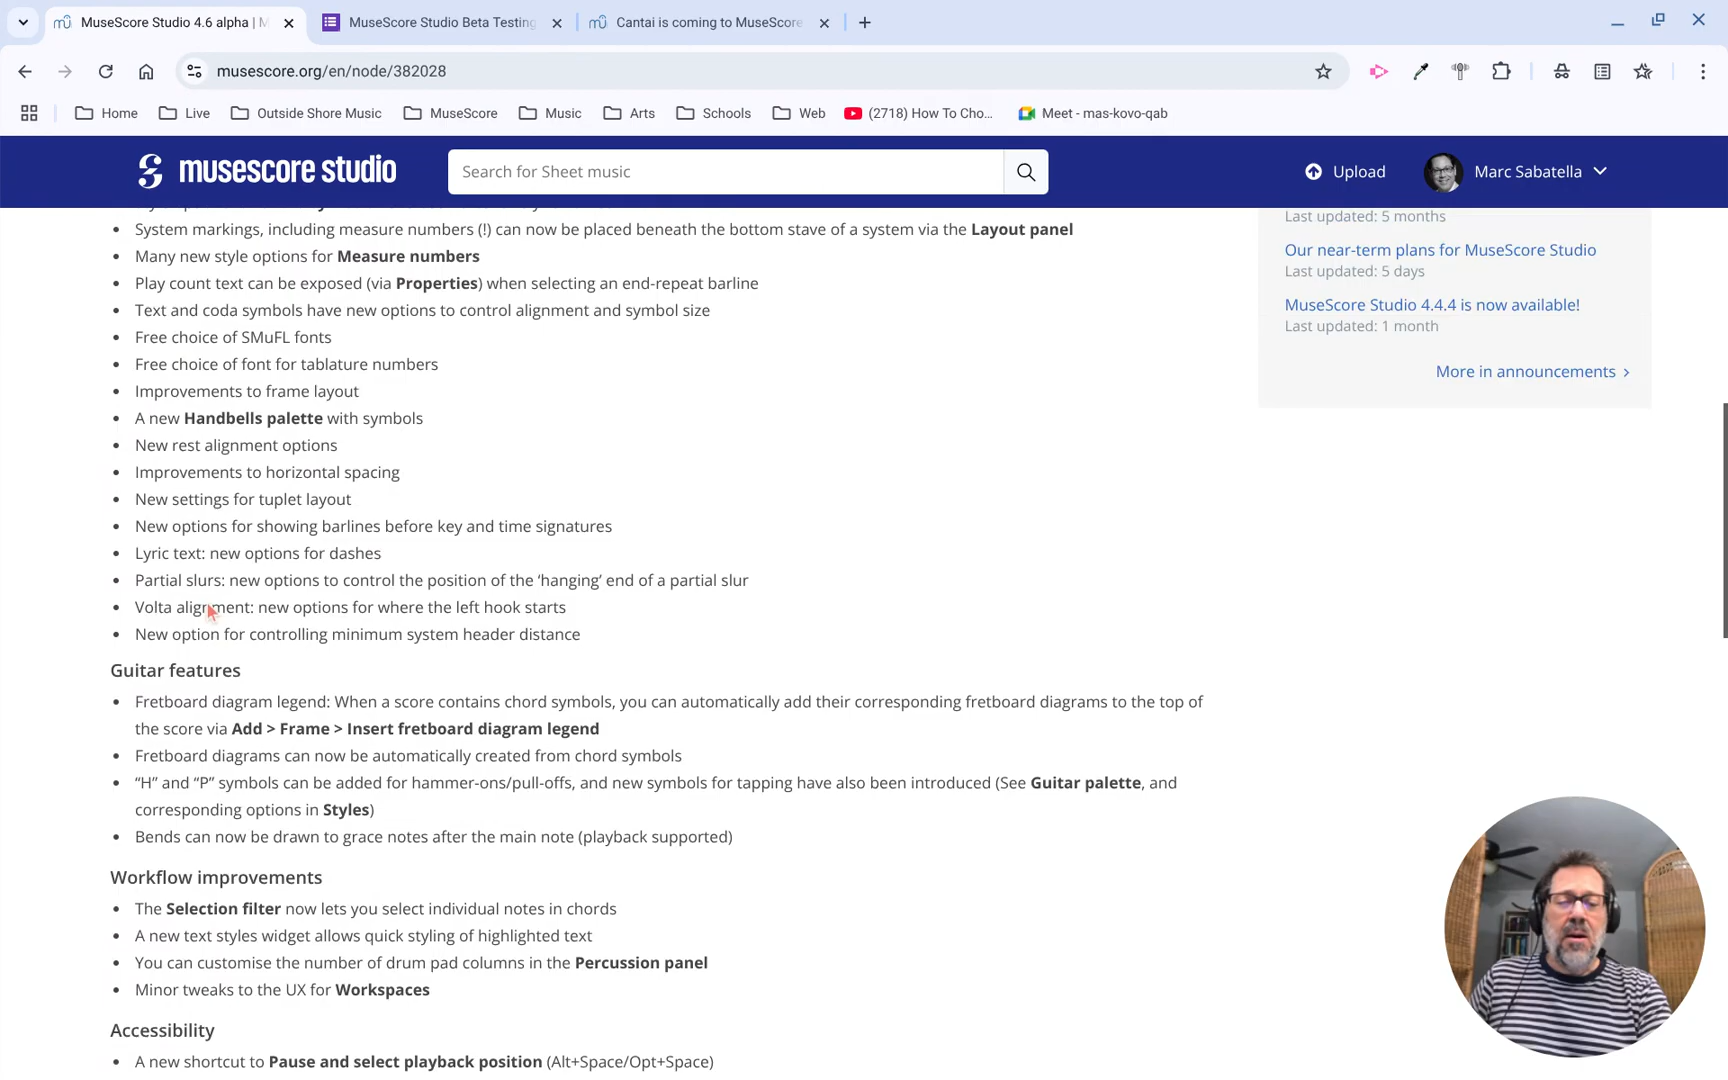 MuseScore Studio 4.6 alpha | M
MuseScore Studio Beta Testing
Cantai is coming to MuseScore
musescore.org/en/node/382028
Home
Live
Outside Shore Music
MuseScore
Music
Arts
Schools
Web
(2718) How To Cho...
Meet - mas-kovo-qab
musescore studio
Search for Sheet music
Upload
Marc Sabatella
System markings, including measure numbers (!) can now be placed beneath the bottom stave of a system via the Layout panel
Many new style options for Measure numbers
Play count text can be exposed (via Properties) when selecting an end-repeat barline
Text and coda symbols have new options to control alignment and symbol size
Free choice of SMuFL fonts
Free choice of font for tablature numbers
Improvements to frame layout
A new Handbells palette with symbols
New rest alignment options
Improvements to horizontal spacing
New settings for tuplet layout
New options for showing barlines before key and time signatures
Lyric text: new options for dashes
Partial slurs: new options to control the position of the ‘hanging’ end of a partial slur
Volta alignment: new options for where the left hook starts
New option for controlling minimum system header distance
Guitar features
Fretboard diagram legend: When a score contains chord symbols, you can automatically add their corresponding fretboard diagrams to the top of
the score via Add > Frame > Insert fretboard diagram legend
Fretboard diagrams can now be automatically created from chord symbols
“H” and “P” symbols can be added for hammer-ons/pull-offs, and new symbols for tapping have also been introduced (See Guitar palette, and
corresponding options in Styles)
Bends can now be drawn to grace notes after the main note (playback supported)
Workflow improvements
The Selection filter now lets you select individual notes in chords
A new text styles widget allows quick styling of highlighted text
You can customise the number of drum pad columns in the Percussion panel
Minor tweaks to the UX for Workspaces
Accessibility
A new shortcut to Pause and select playback position (Alt+Space/Opt+Space)
Last updated: 5 months
Our near-term plans for MuseScore Studio
Last updated: 5 days
MuseScore Studio 4.4.4 is now available!
Last updated: 1 month
More in announcements